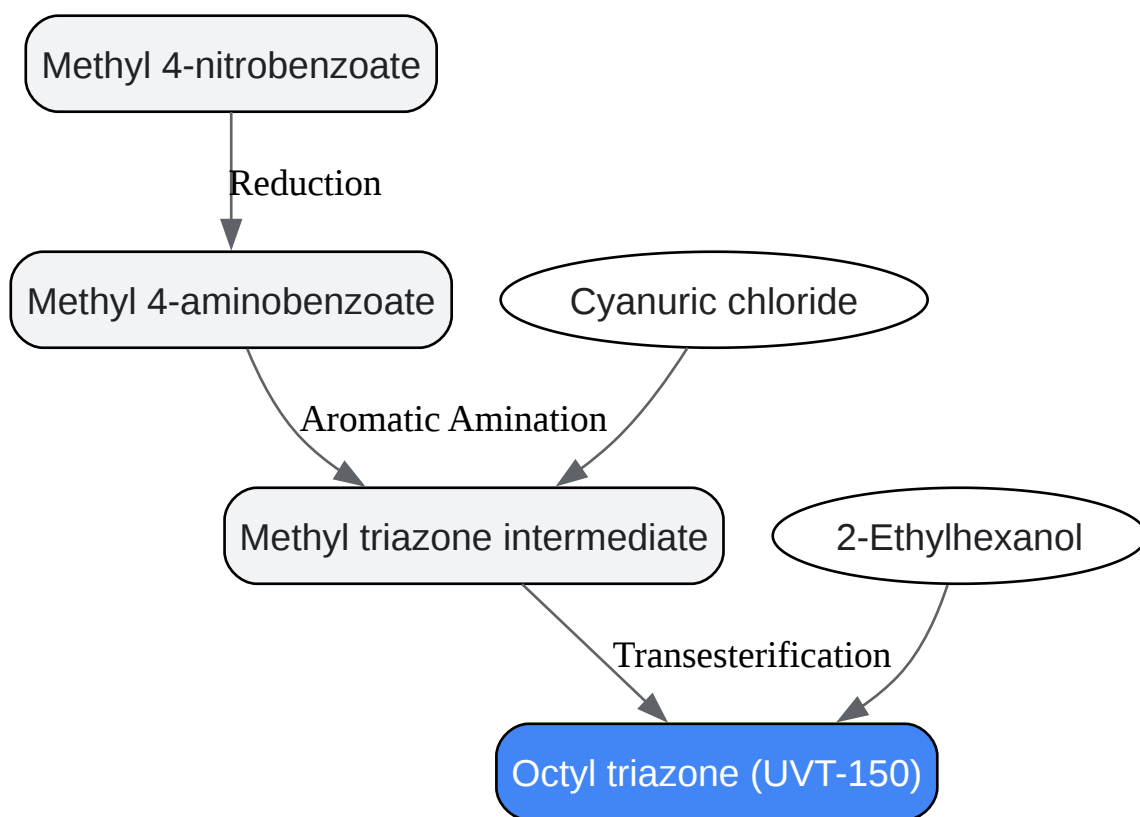 Methyl 4-nitrobenzoate
Reduction
Methyl 4-aminobenzoate
Cyanuric chloride
Aromatic Amination
Methyl triazone intermediate
2-Ethylhexanol
Transesterification
Octyl triazone (UVT-150)